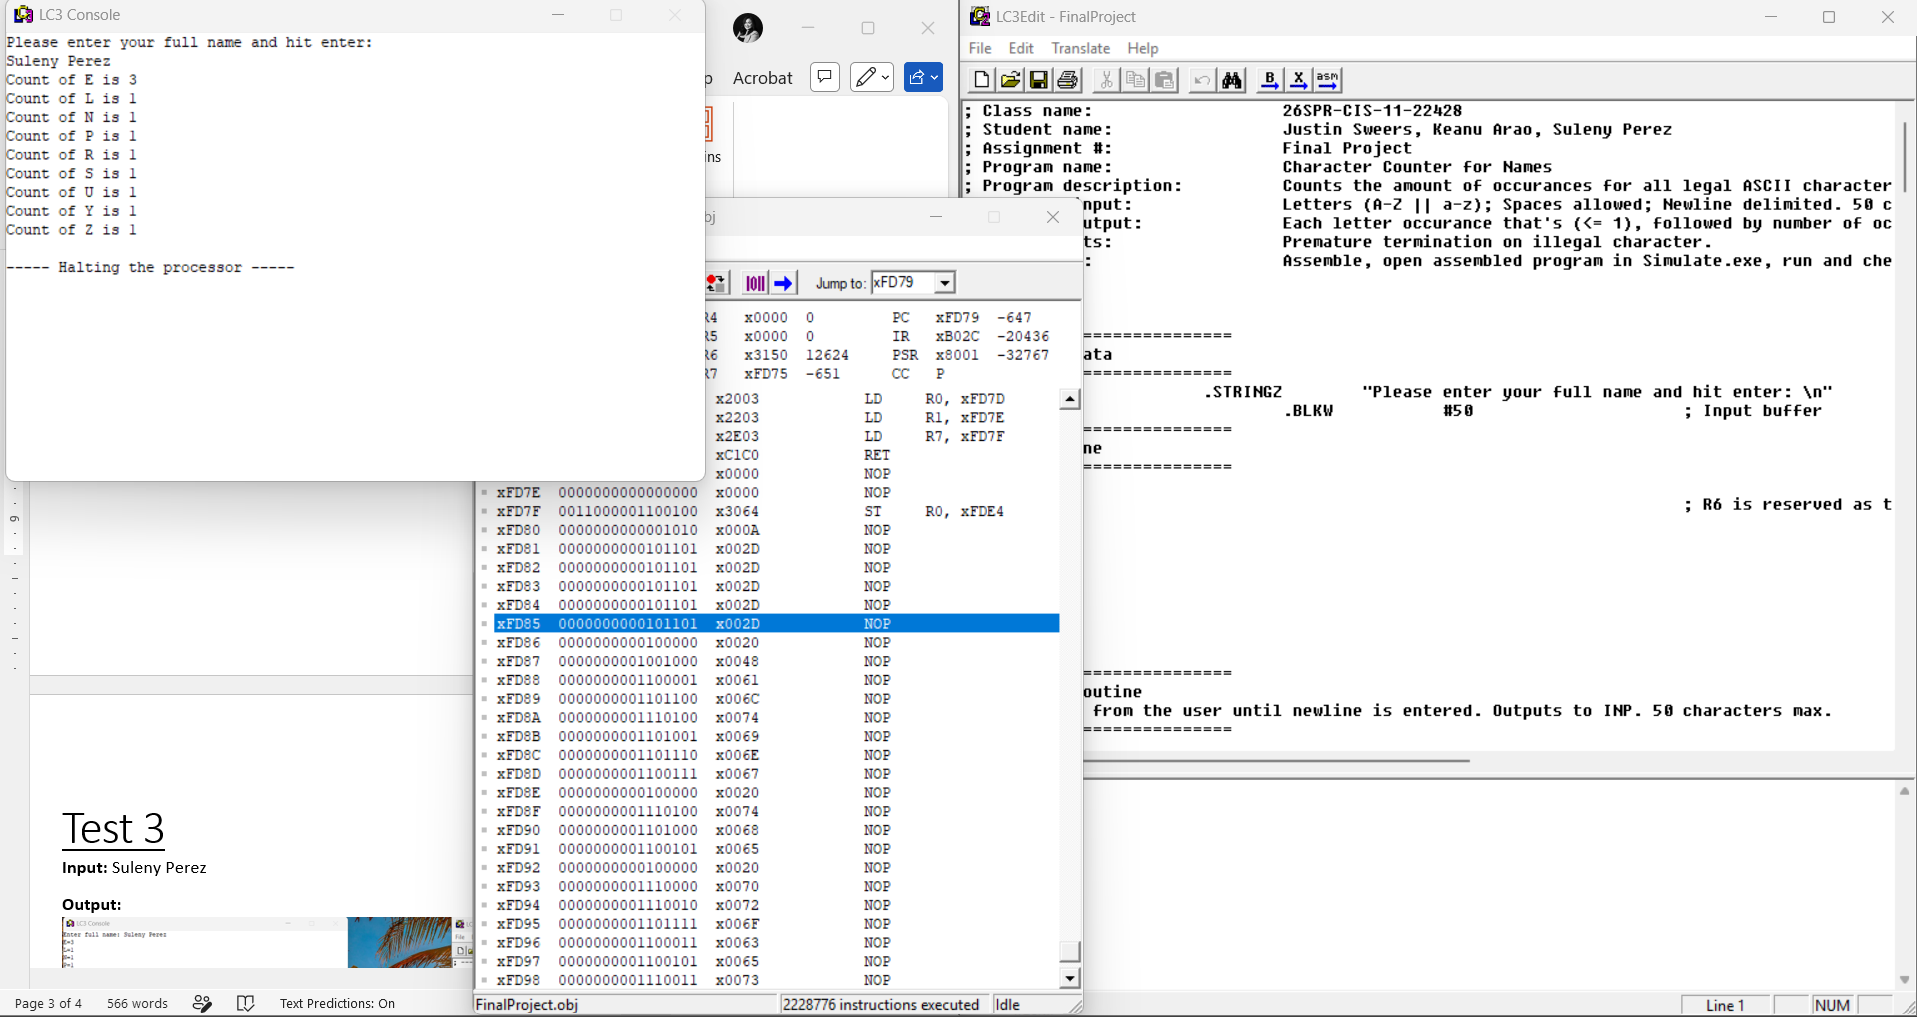 LC3 Console
Please enter your full name and hit enter:
Suleny Perez
Count of E is 3
Count of L is 1
Count of N is 1
Count of P is 1
Count of R is 1
Count of S is 1
Count of U is 1
Count of Y is 1
Count of Z is 1
----- Halting the processor -----
p Acrobat
ins
LC3Edit - FinalProject
File Edit Translate Help
B X asm
; Class name: 26SPR-CIS-11-22428
; Student name: Justin Sweers, Keanu Arao, Suleny Perez
; Assignment #: Final Project
; Program name: Character Counter for Names
; Program description: Counts the amount of occurances for all legal ASCII character
nput: Letters (A-Z || a-z); Spaces allowed; Newline delimited. 50 c
utput: Each letter occurance that's (<= 1), followed by number of oc
ts: Premature termination on illegal character.
: Assemble, open assembled program in Simulate.exe, run and che
================
ata
================
.STRINGZ "Please enter your full name and hit enter: \n"
.BLKW #50 ; Input buffer
================
ne
================
; R6 is reserved as t
================
outine
from the user until newline is entered. Outputs to INP. 50 characters max.
================
Line 1 NUM
bj
Jump to: xFD79
R4 x0000 0 PC xFD79 -647
R5 x0000 0 IR xB02C -20436
R6 x3150 12624 PSR x8001 -32767
R7 xFD75 -651 CC P
x2003 LD R0, xFD7D
x2203 LD R1, xFD7E
x2E03 LD R7, xFD7F
xC1C0 RET
x0000 NOP
xFD7E 0000000000000000 x0000 NOP
xFD7F 0011000001100100 x3064 ST R0, xFDE4
xFD80 0000000000001010 x000A NOP
xFD81 0000000000101101 x002D NOP
xFD82 0000000000101101 x002D NOP
xFD83 0000000000101101 x002D NOP
xFD84 0000000000101101 x002D NOP
xFD85 0000000000101101 x002D NOP
xFD86 0000000000100000 x0020 NOP
xFD87 0000000001001000 x0048 NOP
xFD88 0000000001100001 x0061 NOP
xFD89 0000000001101100 x006C NOP
xFD8A 0000000001110100 x0074 NOP
xFD8B 0000000001101001 x0069 NOP
xFD8C 0000000001101110 x006E NOP
xFD8D 0000000001100111 x0067 NOP
xFD8E 0000000000100000 x0020 NOP
xFD8F 0000000001110100 x0074 NOP
xFD90 0000000001101000 x0068 NOP
xFD91 0000000001100101 x0065 NOP
xFD92 0000000000100000 x0020 NOP
xFD93 0000000001110000 x0070 NOP
xFD94 0000000001110010 x0072 NOP
xFD95 0000000001101111 x006F NOP
xFD96 0000000001100011 x0063 NOP
xFD97 0000000001100101 x0065 NOP
xFD98 0000000001110011 x0073 NOP
FinalProject.obj 2228776 instructions executed Idle
6
Test 3
Input: Suleny Perez
Output:
LC3 Console
Enter full name: Suleny Perez
E=3
L=1
N=1
P=1
Page 3 of 4 566 words Text Predictions: On